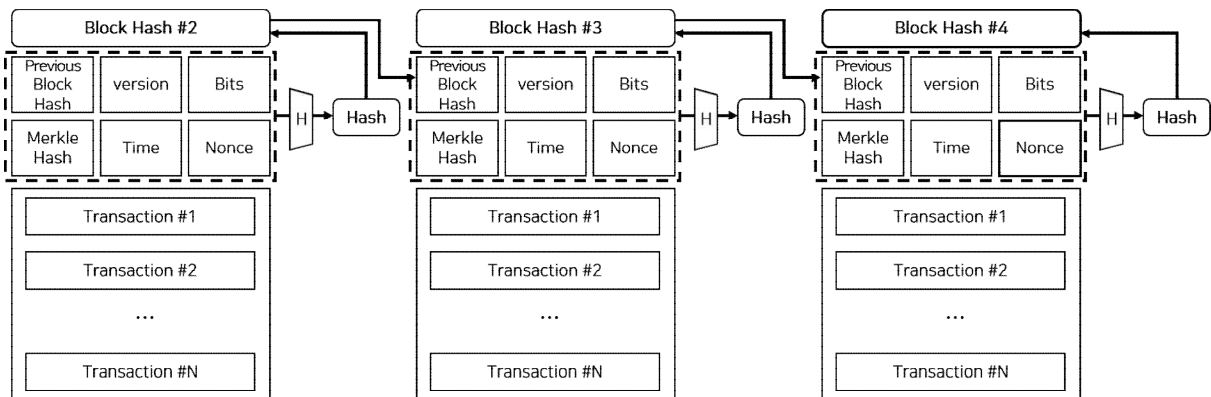 Block Hash #2
Previous
Block
Hash
version
Bits
Merkle
Hash
Time
Nonce
H
Hash
Transaction #1
Transaction #2
...
Transaction #N
Block Hash #3
Previous
Block
Hash
version
Bits
Merkle
Hash
Time
Nonce
H
Hash
Transaction #1
Transaction #2
...
Transaction #N
Block Hash #4
Previous
Block
Hash
version
Bits
Merkle
Hash
Time
Nonce
H
Hash
Transaction #1
Transaction #2
...
Transaction #N